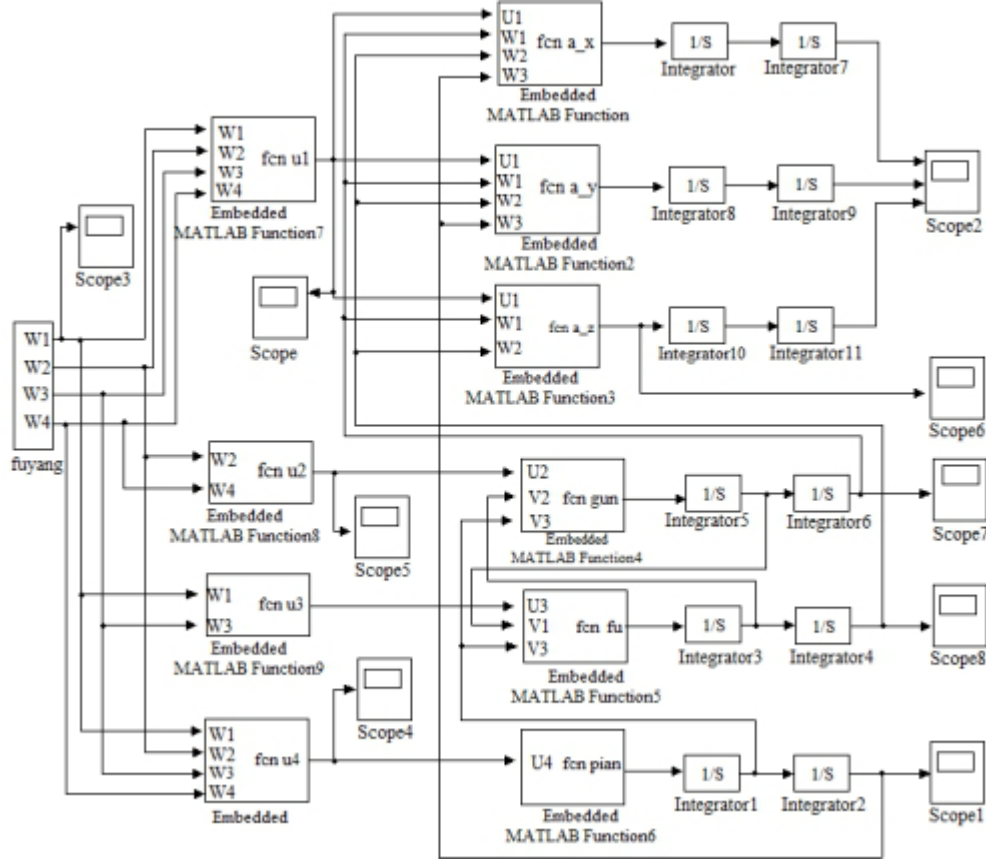 U1
W1
W2
W3
fcn a_x
Embedded
MATLAB Function
1/S
Integrator
1/S
Integrator7
W1
W2
W3
W4
fcn u1
Embedded
MATLAB Function7
U1
W1
W2
W3
fcn a_y
Embedded
MATLAB Function2
1/S
Integrator8
1/S
Integrator9
Scope2
Scope3
Scope
U1
W1
W2
fcn a_z
Embedded
MATLAB Function3
1/S
Integrator10
1/S
Integrator11
Scope6
W1
W2
W3
W4
fuyang
W2
W4
fcn u2
Embedded
MATLAB Function8
Scope5
U2
V2
V3
fcn gun
Embedded
MATLAB Function4
1/S
Integrator5
1/S
Integrator6
Scope7
W1
W3
fcn u3
Embedded
MATLAB Function9
U3
V1
V3
fcn fu
Embedded
MATLAB Function5
1/S
Integrator3
1/S
Integrator4
Scope8
Scope4
W1
W2
W3
W4
fcn u4
Embedded
U4 fcn pian
Embedded
MATLAB Function6
1/S
Integrator1
1/S
Integrator2
Scope1